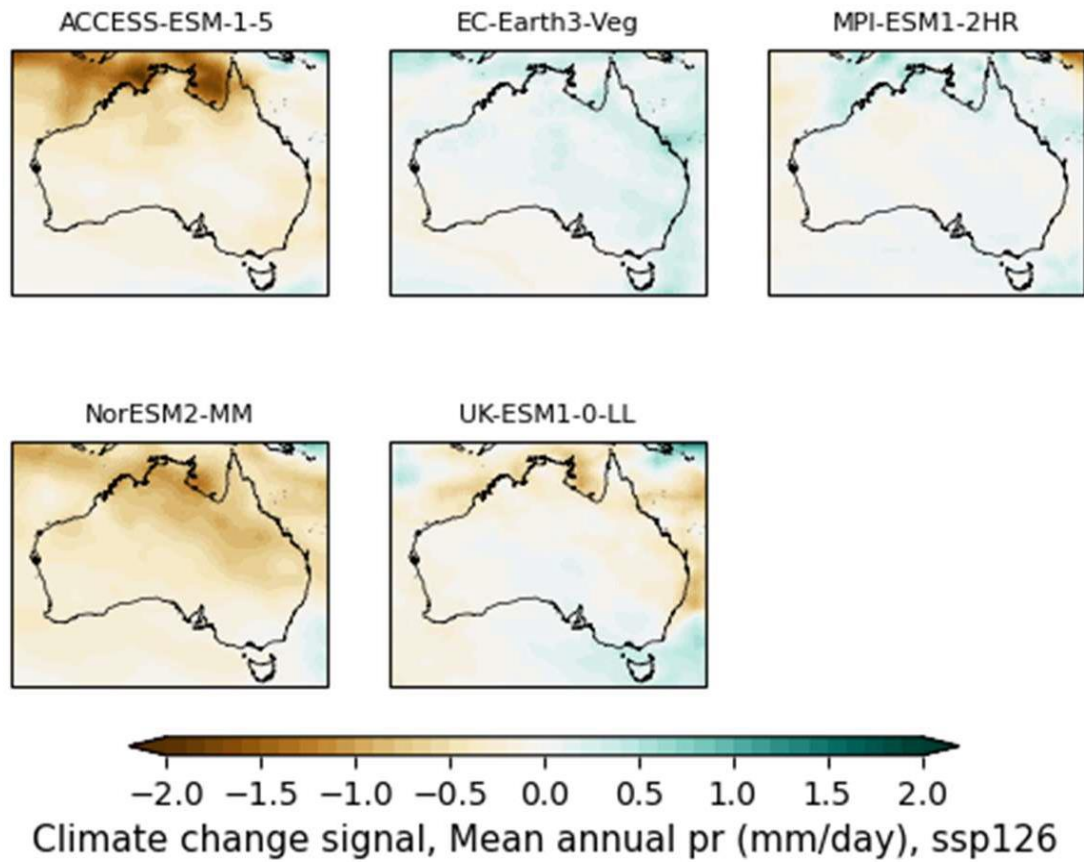 ACCESS-ESM-1-5 EC-Earth3-Veg MPI-ESM1-2HR
NorESM2-MM UK-ESM1-0-LL
−2.0 −1.5 −1.0 −0.5 0.0 0.5 1.0 1.5 2.0
Climate change signal, Mean annual pr (mm/day), ssp126